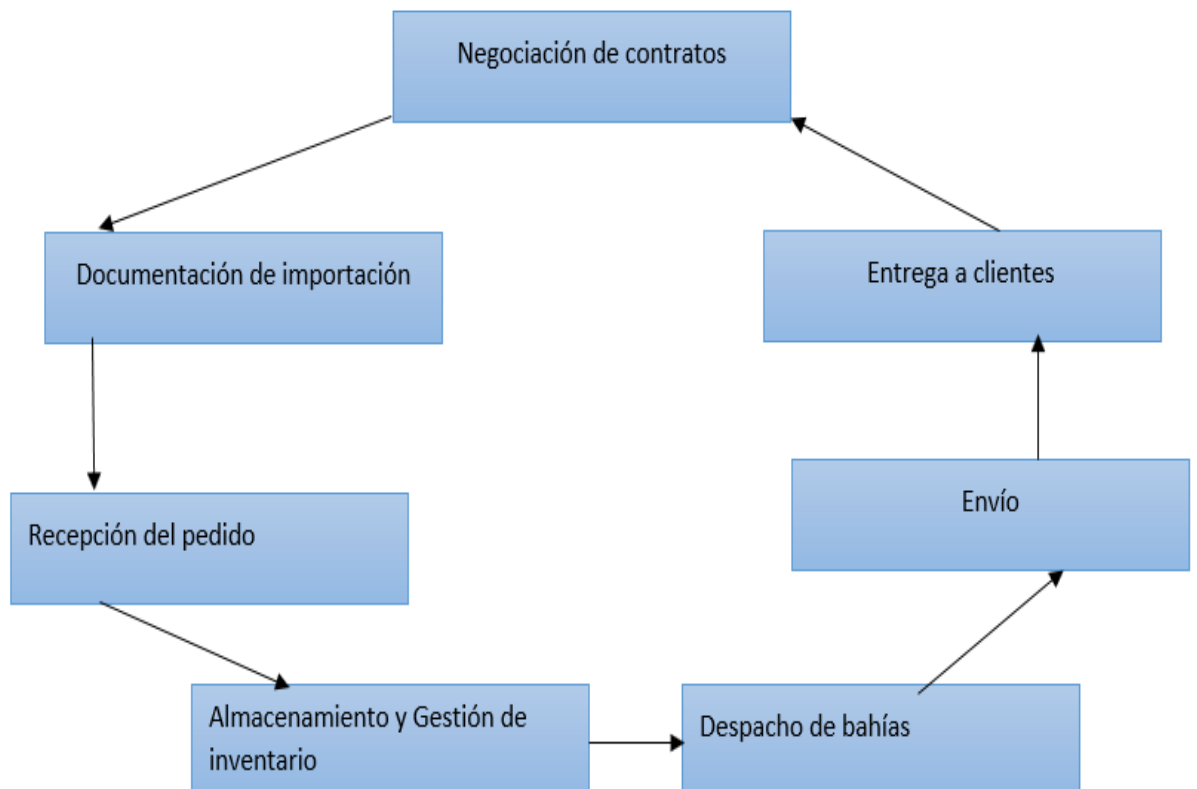 Negociación de contratos
Documentación de importación
Entrega a clientes
Envío
Recepción del pedido
Almacenamiento y Gestión de
inventario
Despacho de bahías